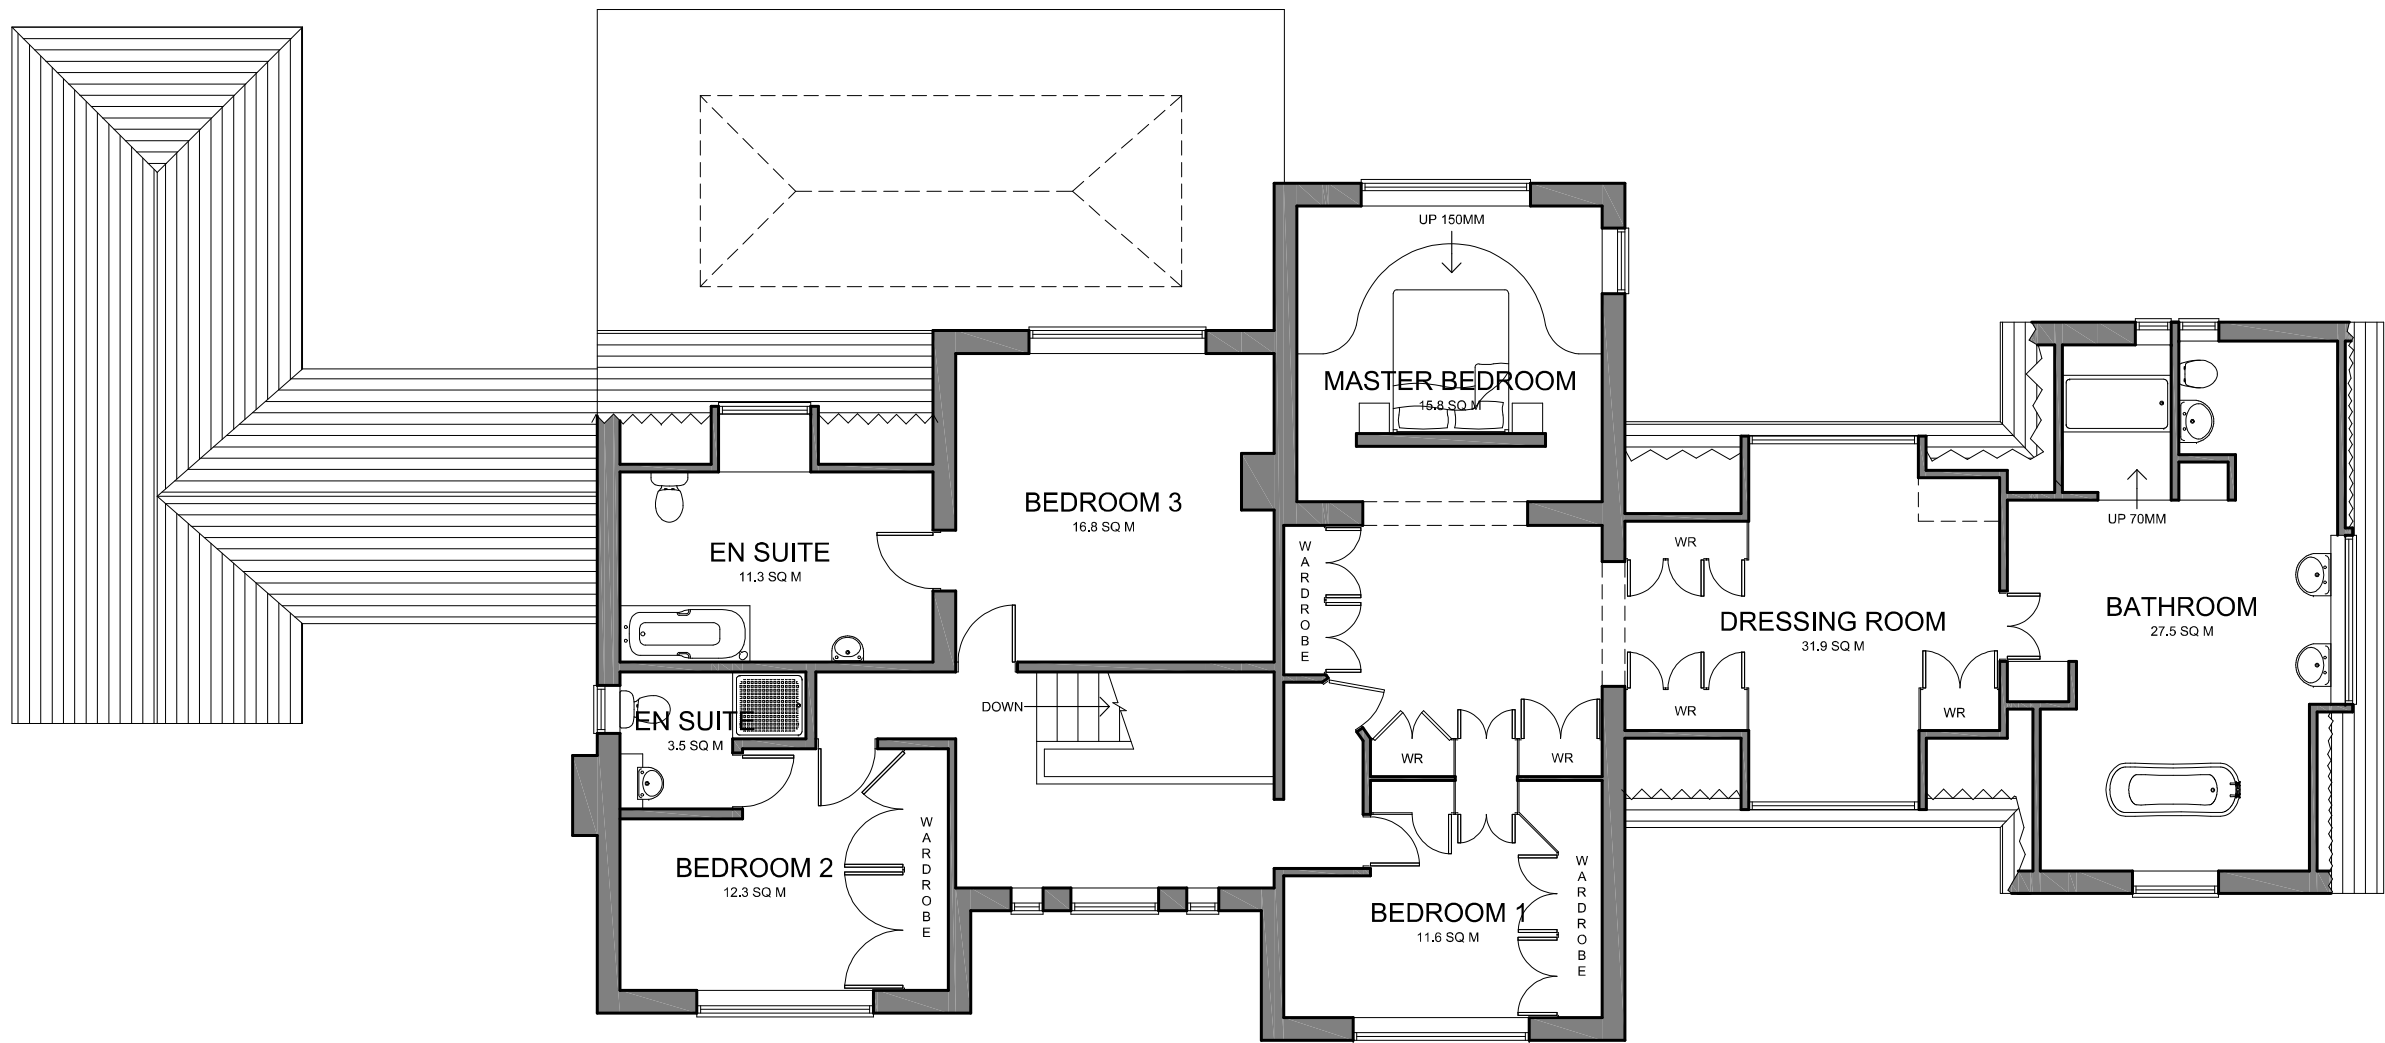 UP 150MM
MASTER BEDROOM
15.8 SQ M
BEDROOM 3
16.8 SQ M
EN SUITE
11.3 SQ M
UP 70MM
WR
WARDROBE
BATHROOM
27.5 SQ M
DRESSING ROOM
31.9 SQ M
DOWN
EN SUITE
3.5 SQ M
WR
WR
WR
WR
WARDROBE
BEDROOM 2
12.3 SQ M
WARDROBE
BEDROOM 1
11.6 SQ M